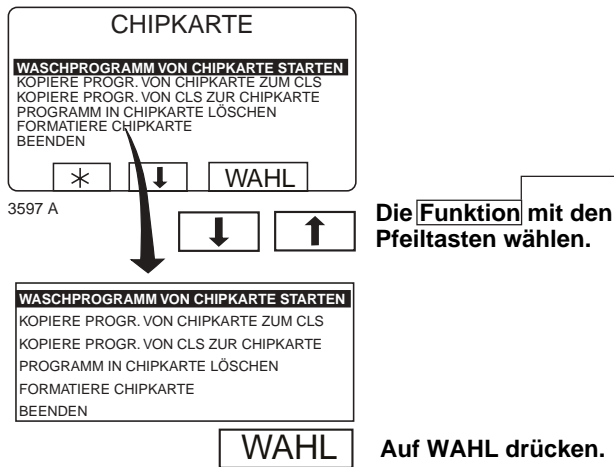 CHIPKARTE
WASCHPROGRAMM VON CHIPKARTE STARTEN
KOPIERE PROGR. VON CHIPKARTE ZUM CLS
KOPIERE PROGR. VON CLS ZUR CHIPKARTE
PROGRAMM IN CHIPKARTE LÖSCHEN
FORMATIERE CHIPKARTE
BEENDEN
WAHL
3597 A
Die Funktion mit den
Pfeiltasten wählen.
WASCHPROGRAMM VON CHIPKARTE STARTEN
KOPIERE PROGR. VON CHIPKARTE ZUM CLS
KOPIERE PROGR. VON CLS ZUR CHIPKARTE
PROGRAMM IN CHIPKARTE LÖSCHEN
FORMATIERE CHIPKARTE
BEENDEN
WAHL
Auf WAHL drücken.